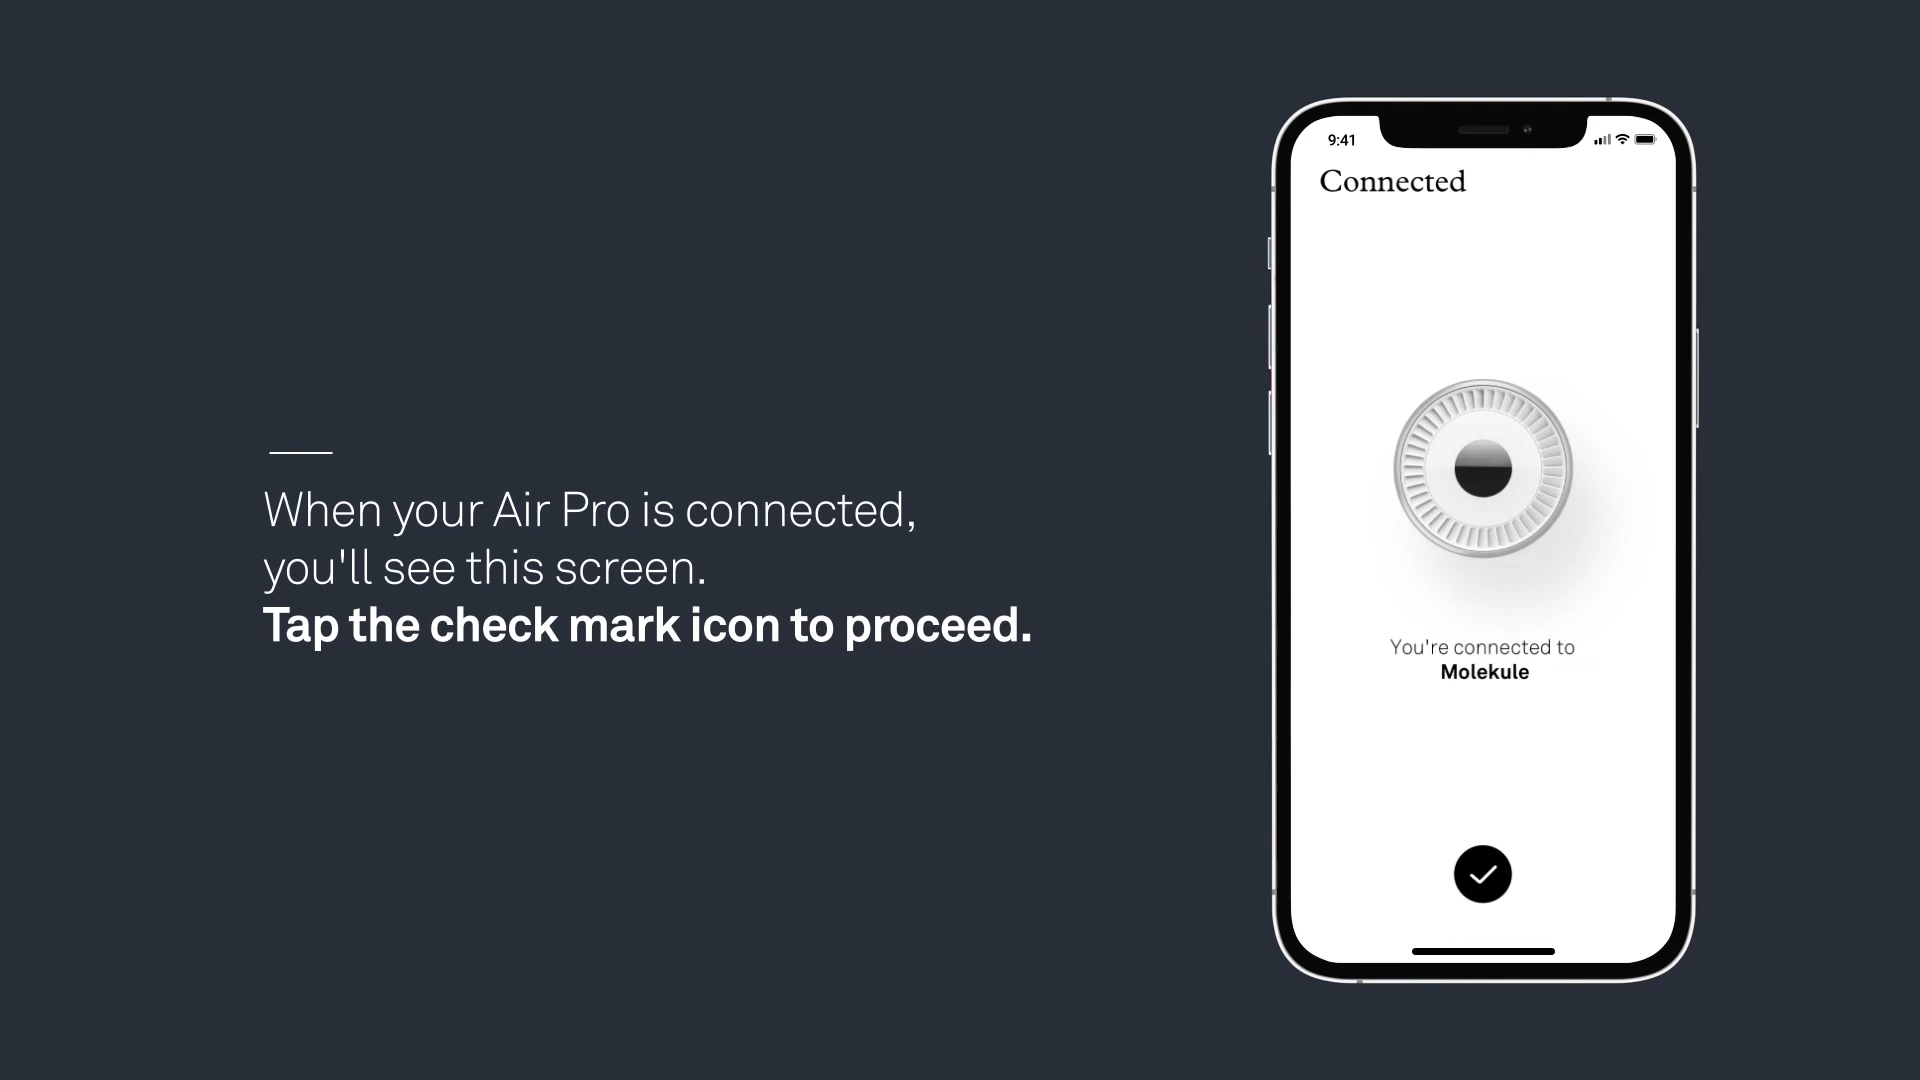 When your Air Pro is connected,
you'll see this screen.
Tap the check mark icon to proceed.
9:41
Connected
You're connected to
Molekule